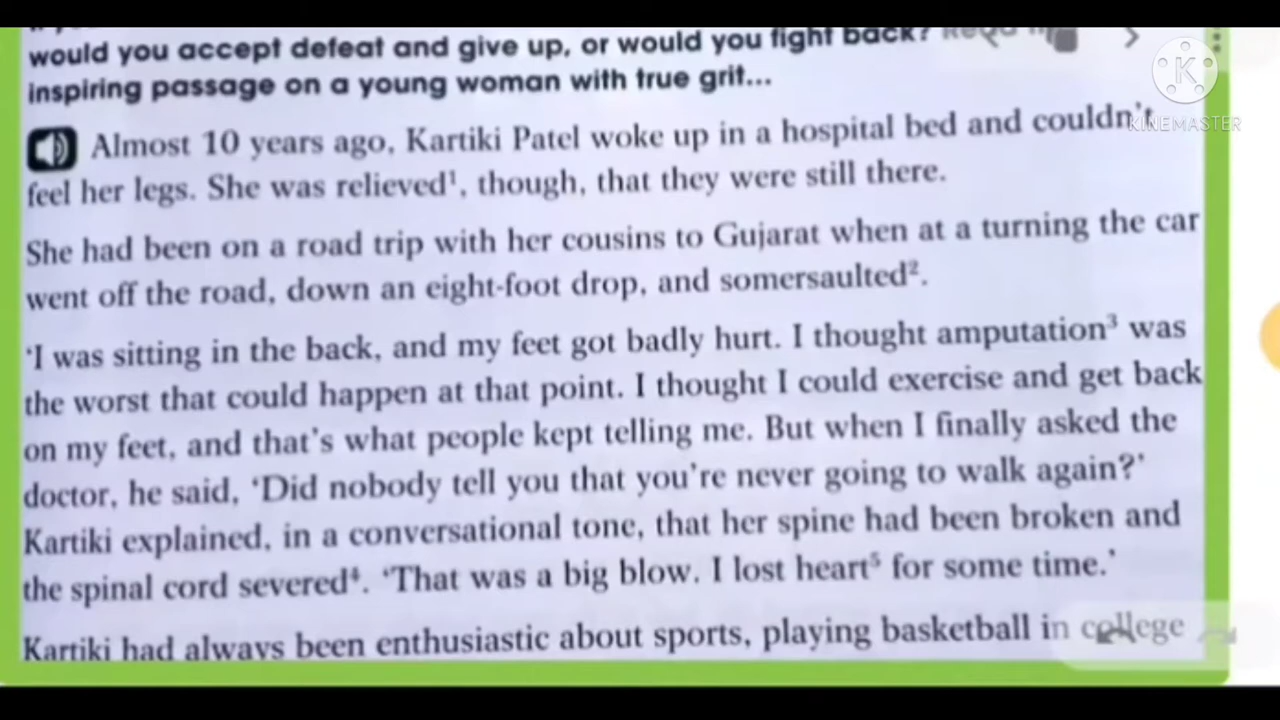 would you accept defeat and give up, or would you fight back? Read
inspiring passage on a young woman with true grit...
KINEMASTER
Almost 10 years ago, Kartiki Patel woke up in a hospital bed and couldn't
feel her legs. She was relieved¹, though, that they were still there.
She had been on a road trip with her cousins to Gujarat when at a turning the car
went off the road, down an eight-foot drop, and somersaulted².
'I was sitting in the back, and my feet got badly hurt. I thought amputation³ was
the worst that could happen at that point. I thought I could exercise and get back
on my feet, and that's what people kept telling me. But when I finally asked the
doctor, he said, 'Did nobody tell you that you're never going to walk again?'
Kartiki explained, in a conversational tone, that her spine had been broken and
the spinal cord severed⁴. 'That was a big blow. I lost heart⁵ for some time.'
Kartiki had always been enthusiastic about sports, playing basketball in college